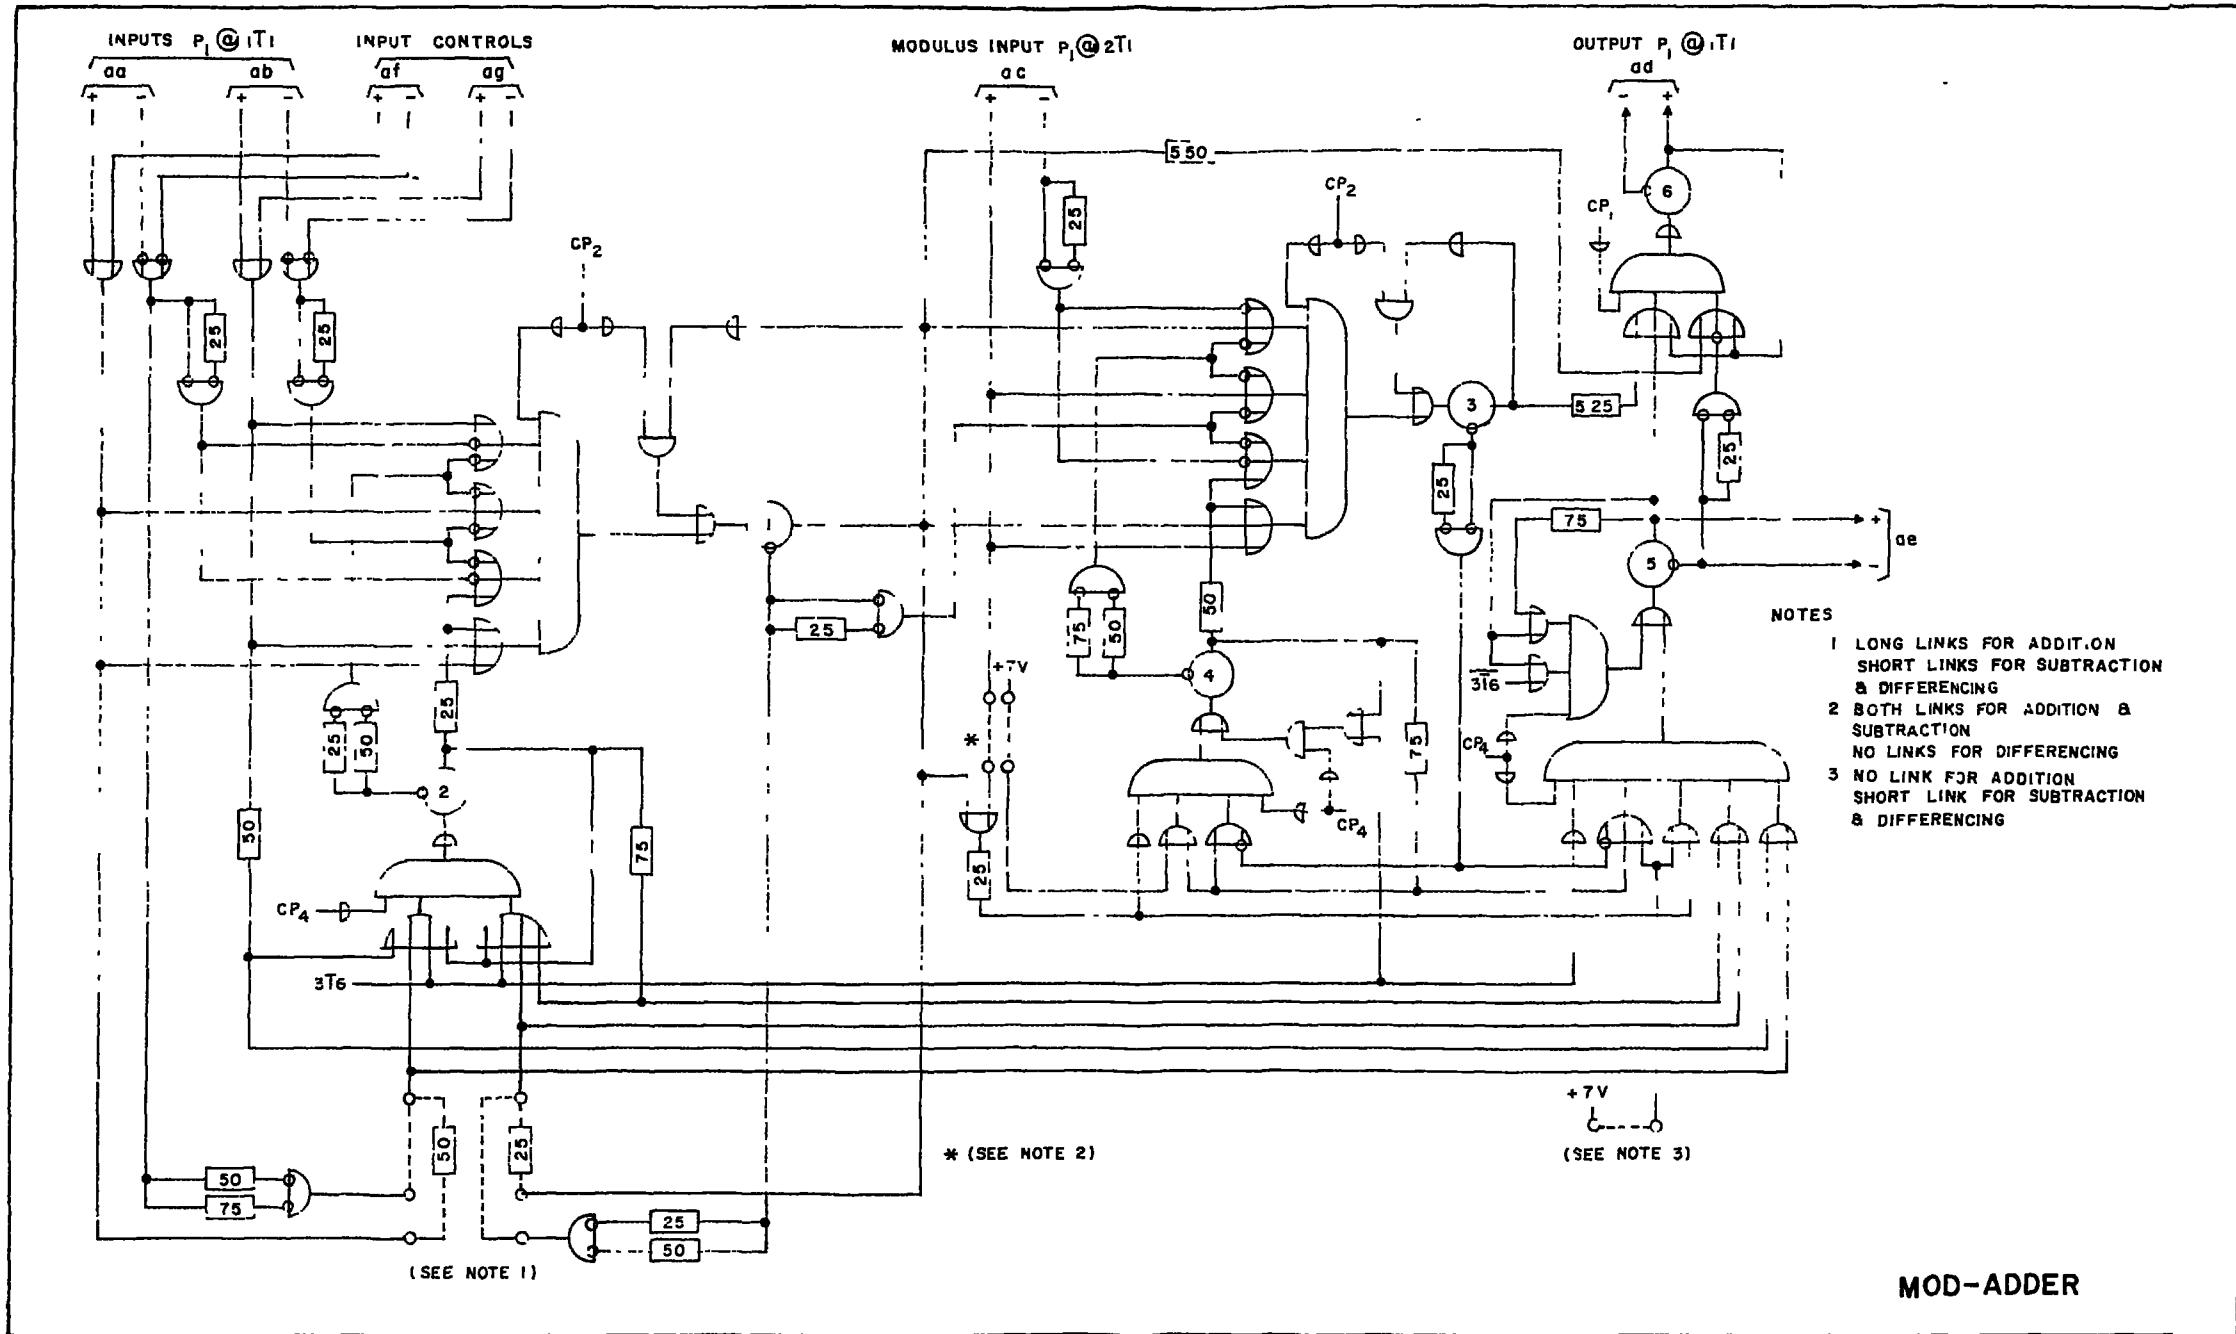 INPUTS P1 @ 1T1
INPUT CONTROLS
MODULUS INPUT P1 @ 2T1
OUTPUT P1 @ 1T1
aa
ab
af
ag
ac
ad
+ -
+ -
+ -
+ -
+ -
- +
5 50
CP2
6
CP1
25
CP2
25
25
3
5 25
25
25
75
+
ae
-
5
1
50
25
75
50
4
+7V
3T6
25
25
50
2
*
CP4
75
NOTES
1 LONG LINKS FOR ADDITION
SHORT LINKS FOR SUBTRACTION
& DIFFERENCING
2 BOTH LINKS FOR ADDITION &
SUBTRACTION
NO LINKS FOR DIFFERENCING
3 NO LINK FOR ADDITION
SHORT LINK FOR SUBTRACTION
& DIFFERENCING
50
75
CP4
25
CP4
3T6
+7V
50
25
* (SEE NOTE 2)
(SEE NOTE 3)
50
75
25
50
(SEE NOTE 1)
MOD-ADDER